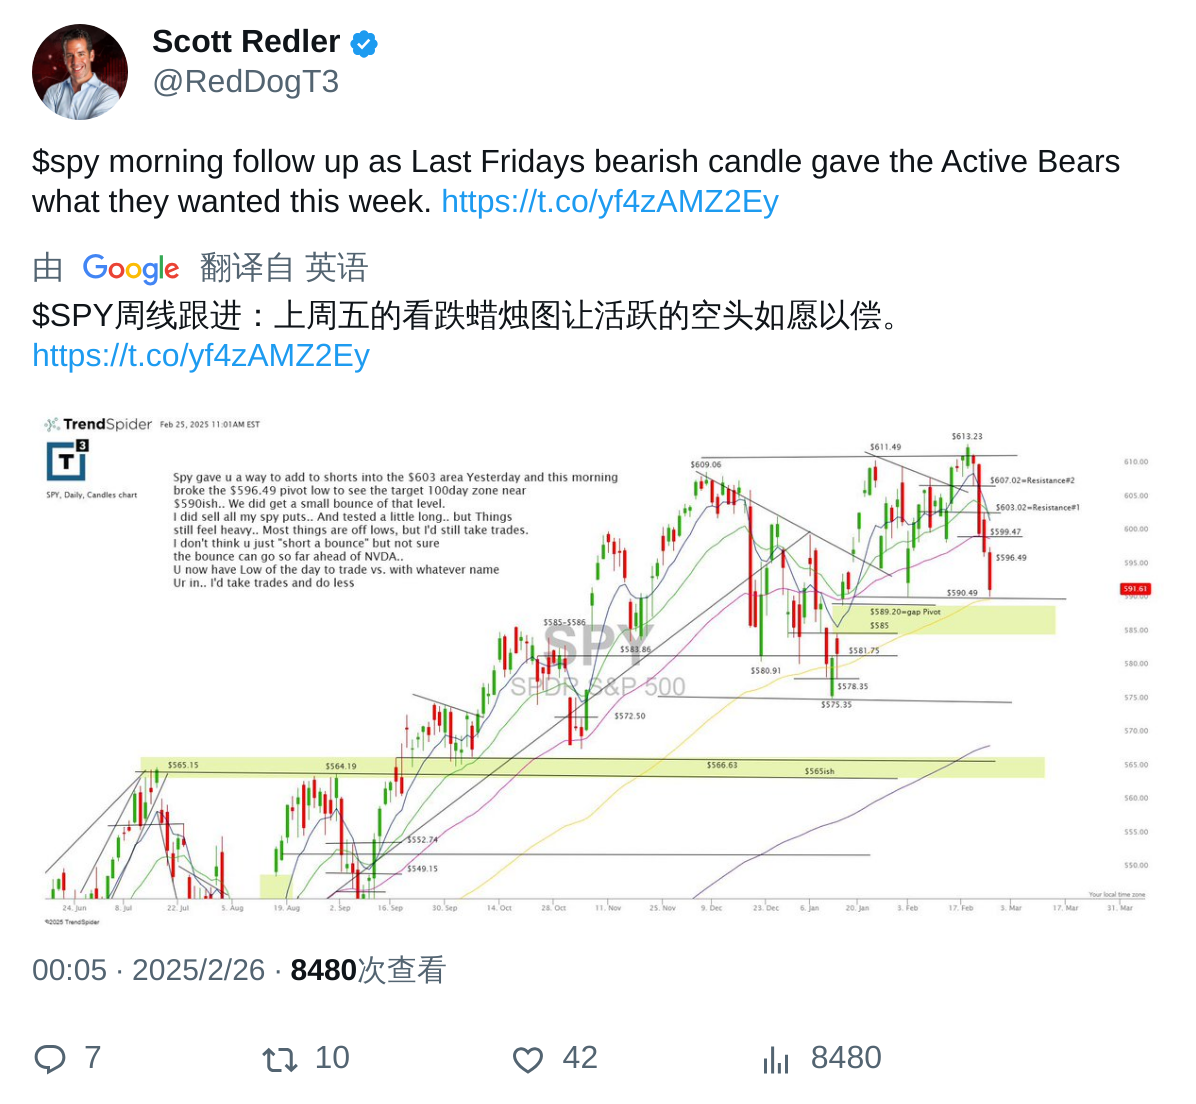 Scott Redler
@RedDogT3
$spy morning follow up as Last Fridays bearish candle gave the Active Bears
what they wanted this week. https://t.co/yf4zAMZ2Ey
由 Google 翻译自 英语
$SPY周线跟进：上周五的看跌蜡烛图让活跃的空头如愿以偿。
https://t.co/yf4zAMZ2Ey
TrendSpider Feb 25, 2025 11:01AM EST
T3
SPY, Daily, Candles chart
Spy gave u a way to add to shorts into the $603 area Yesterday and this morning
broke the $596.49 pivot low to see the target 100day zone near
$590ish.. We did get a small bounce of that level.
I did sell all my spy puts.. And tested a little long.. but Things
still feel heavy.. Most things are off lows, but I'd still take trades.
I don't think u just "short a bounce" but not sure
the bounce can go so far ahead of NVDA..
U now have Low of the day to trade vs. with whatever name
Ur in.. I'd take trades and do less
$613.23
$611.49
$609.06
$607.02=Resistance#2
$603.02=Resistance#1
$599.47
$596.49
$590.49
$589.20=gap Pivot
$585
$585-$586
$583.86
$581.75
$580.91
$578.35
$575.35
$572.50
SPY
SPDR S&P 500
$565.15
$564.19
$566.63
$565ish
$552.74
$549.15
610.00
605.00
600.00
595.00
591.61
590.00
585.00
580.00
575.00
570.00
565.00
560.00
555.00
550.00
Your local time zone
24. Jun 8. Jul 22. Jul 5. Aug 19. Aug 2. Sep 16. Sep 30. Sep 14. Oct 28. Oct 11. Nov 25. Nov 9. Dec 23. Dec 6. Jan 20. Jan 3. Feb 17. Feb 3. Mar 17. Mar 31. Mar
©2025 TrendSpider
00:05 · 2025/2/26 · 8480次查看
7 10 42 8480